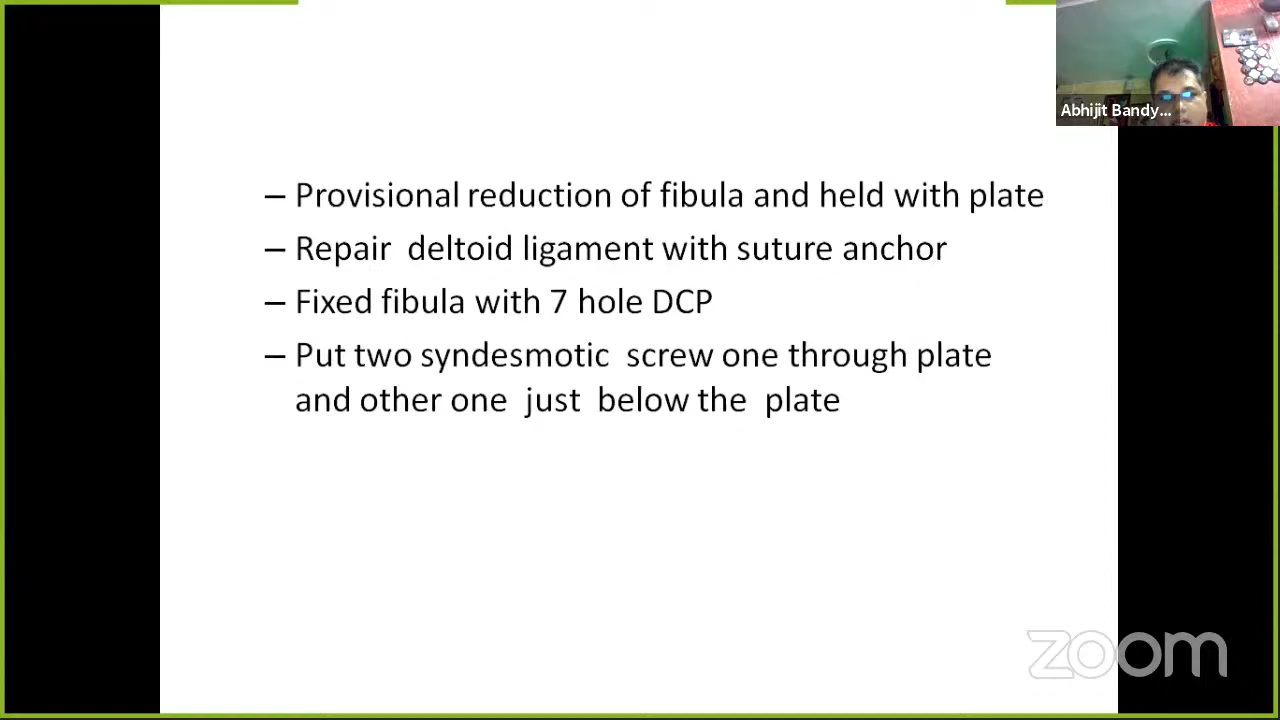 Abhijit Bandy...
– Provisional reduction of fibula and held with plate
– Repair deltoid ligament with suture anchor
– Fixed fibula with 7 hole DCP
– Put two syndesmotic screw one through plate
and other one just below the plate
zoom